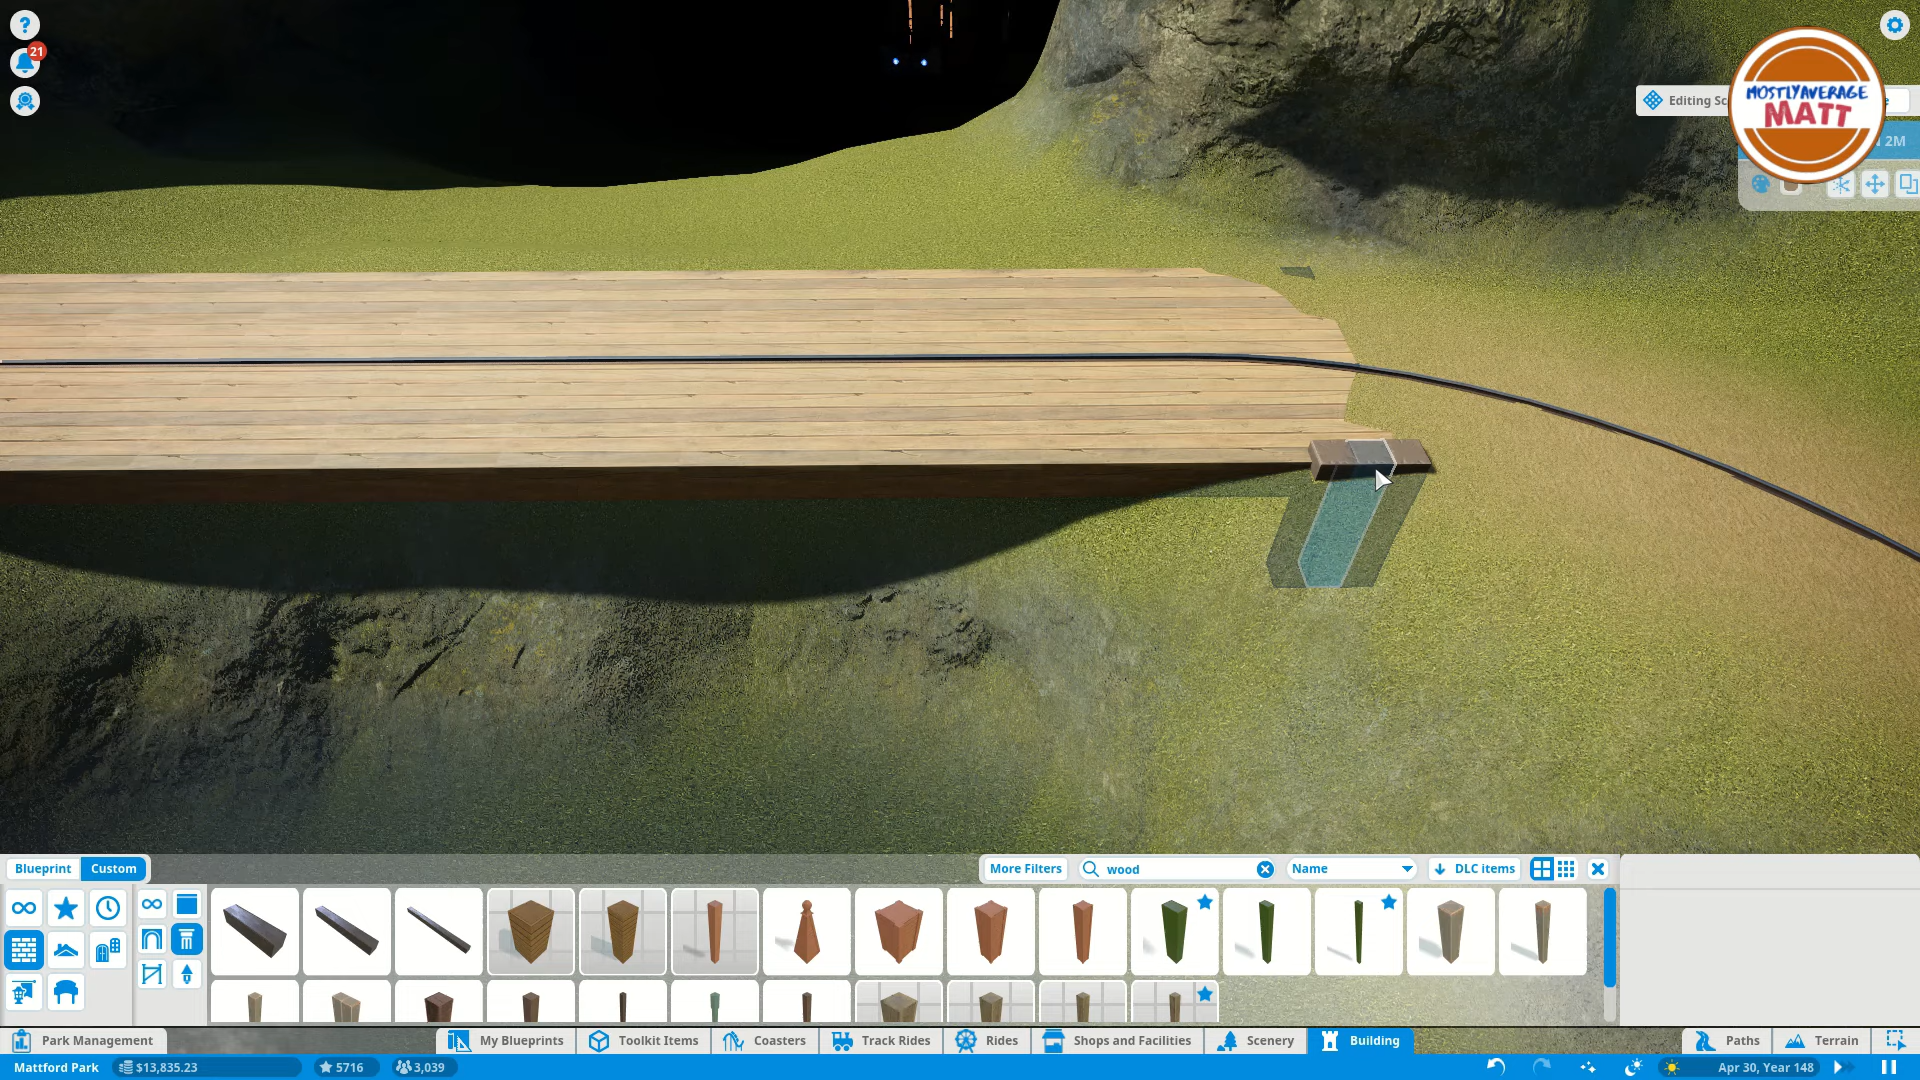 ?
21
MOSTLYAVERAGE
MATT
Editing Sc
2M
Blueprint
Custom
More Filters
wood
Name
DLC items
Park Management
My Blueprints
Toolkit Items
Coasters
Track Rides
Rides
Shops and Facilities
Scenery
Building
Paths
Terrain
Mattford Park
$13,835.23
5716
3,039
Apr 30, Year 148